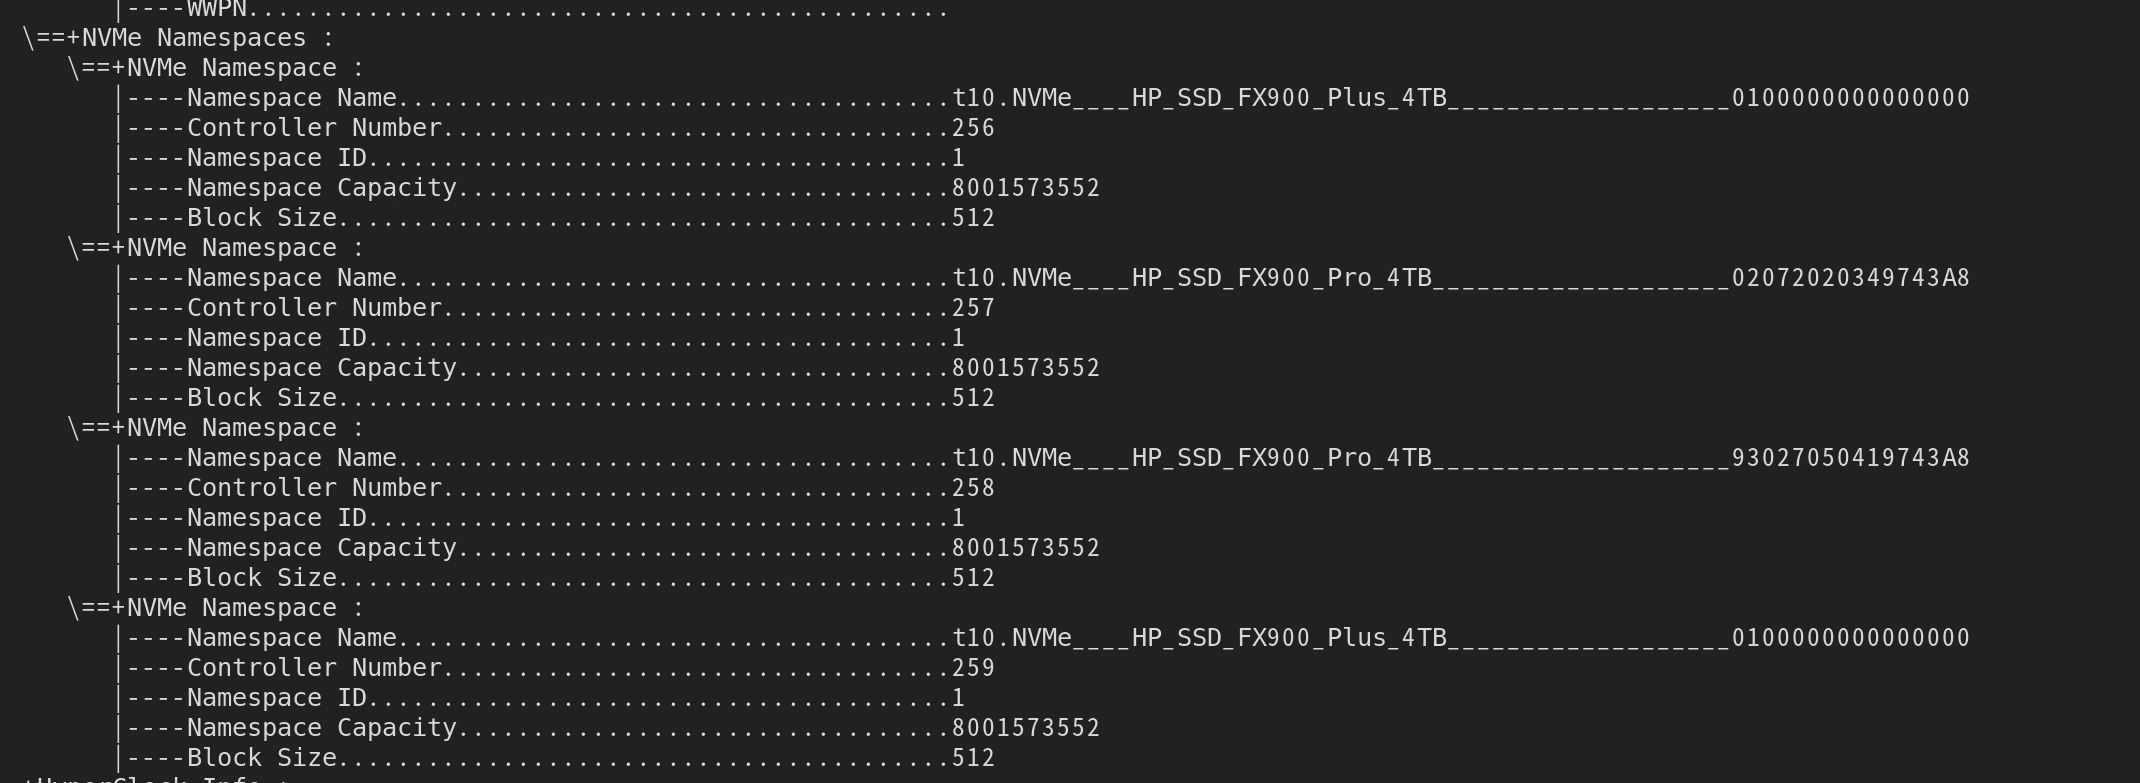 |----WWPN...............................................
 \==+NVMe Namespaces :
    \==+NVMe Namespace :
       |----Namespace Name.....................................t10.NVMe____HP_SSD_FX900_Plus_4TB___________________0100000000000000
       |----Controller Number..................................256
       |----Namespace ID.......................................1
       |----Namespace Capacity.................................8001573552
       |----Block Size.........................................512
    \==+NVMe Namespace :
       |----Namespace Name.....................................t10.NVMe____HP_SSD_FX900_Pro_4TB____________________02072020349743A8
       |----Controller Number..................................257
       |----Namespace ID.......................................1
       |----Namespace Capacity.................................8001573552
       |----Block Size.........................................512
    \==+NVMe Namespace :
       |----Namespace Name.....................................t10.NVMe____HP_SSD_FX900_Pro_4TB____________________93027050419743A8
       |----Controller Number..................................258
       |----Namespace ID.......................................1
       |----Namespace Capacity.................................8001573552
       |----Block Size.........................................512
    \==+NVMe Namespace :
       |----Namespace Name.....................................t10.NVMe____HP_SSD_FX900_Plus_4TB___________________0100000000000000
       |----Controller Number..................................259
       |----Namespace ID.......................................1
       |----Namespace Capacity.................................8001573552
       |----Block Size.........................................512
 +HyperClock Info :